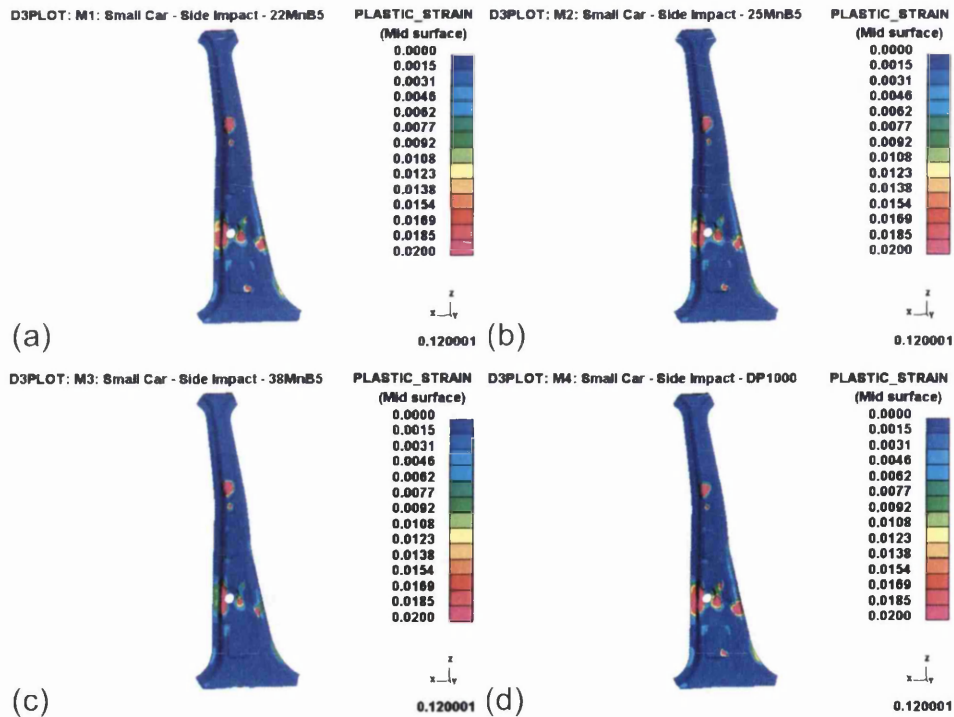 D3PLOT: M1: Small Car - Side Impact - 22MnB5
PLASTIC_STRAIN
(Mid surface)
0.0000
0.0015
0.0031
0.0046
0.0062
0.0077
0.0092
0.0108
0.0123
0.0138
0.0154
0.0169
0.0185
0.0200
Z
X Y
0.120001
(a)
D3PLOT: M2: Small Car - Side Impact - 25MnB5
PLASTIC_STRAIN
(Mid surface)
0.0000
0.0015
0.0031
0.0046
0.0062
0.0077
0.0092
0.0108
0.0123
0.0138
0.0154
0.0169
0.0185
0.0200
Z
X Y
0.120001
(b)
D3PLOT: M3: Small Car - Side Impact - 38MnB5
PLASTIC_STRAIN
(Mid surface)
0.0000
0.0015
0.0031
0.0046
0.0062
0.0077
0.0092
0.0108
0.0123
0.0138
0.0154
0.0169
0.0185
0.0200
Z
X Y
0.120001
(c)
D3PLOT: M4: Small Car - Side Impact - DP1000
PLASTIC_STRAIN
(Mid surface)
0.0000
0.0015
0.0031
0.0046
0.0062
0.0077
0.0092
0.0108
0.0123
0.0138
0.0154
0.0169
0.0185
0.0200
Z
X Y
0.120001
(d)